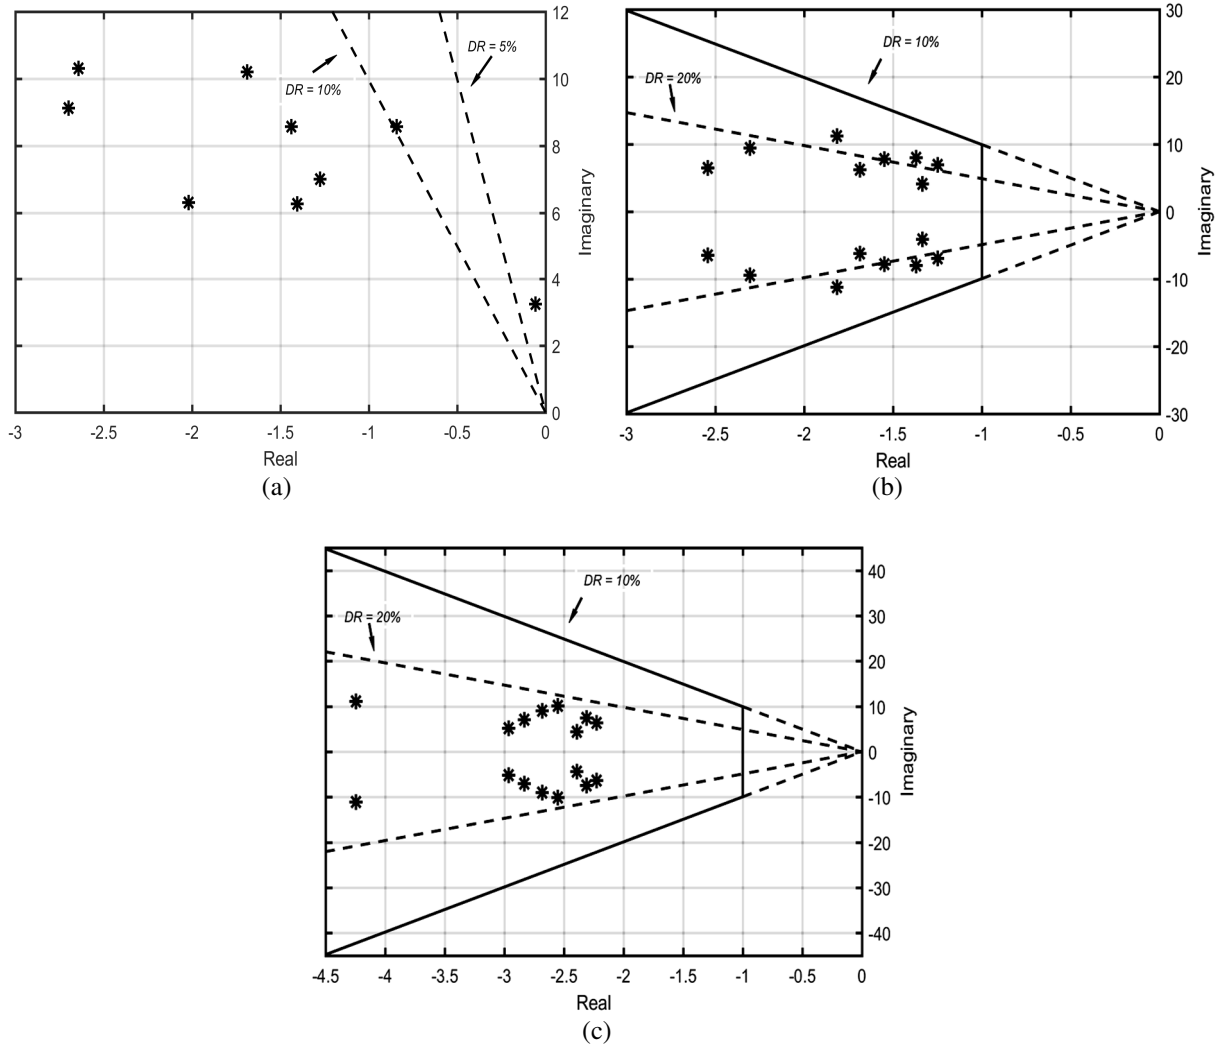 12
10
8
6
4
2
0
DR = 5%
DR = 10%
Imaginary
-3 -2.5 -2 -1.5 -1 -0.5 0
Real
(a)
30
20
10
0
-10
-20
-30
DR = 10%
DR = 20%
Imaginary
-3 -2.5 -2 -1.5 -1 -0.5 0
Real
(b)
40
30
20
10
0
-10
-20
-30
-40
DR = 10%
DR = 20%
Imaginary
-4.5 -4 -3.5 -3 -2.5 -2 -1.5 -1 -0.5 0
Real
(c)